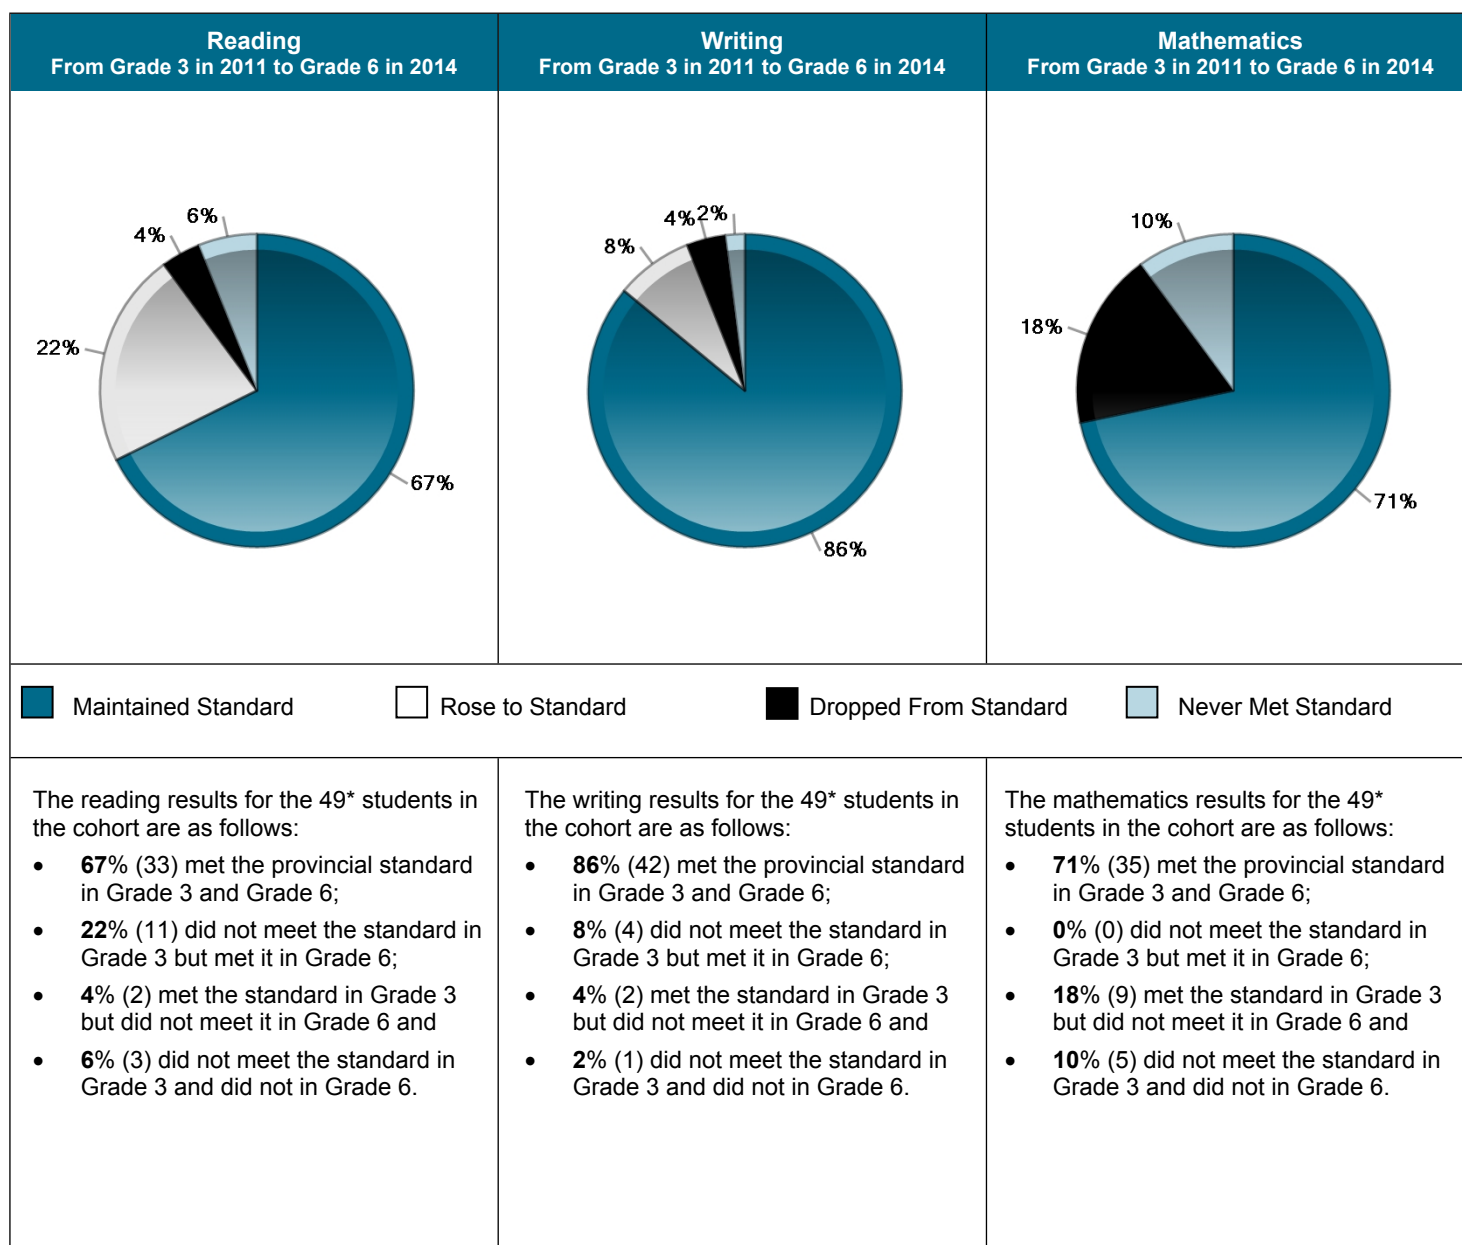 Reading
From Grade 3 in 2011 to Grade 6 in 2014
Writing
From Grade 3 in 2011 to Grade 6 in 2014
Mathematics
From Grade 3 in 2011 to Grade 6 in 2014
6%
4%
22%
67%
4%
2%
8%
86%
10%
18%
71%
Maintained Standard
Rose to Standard
Dropped From Standard
Never Met Standard
The reading results for the 49* students in
the cohort are as follows:
• 67% (33) met the provincial standard
in Grade 3 and Grade 6;
• 22% (11) did not meet the standard in
Grade 3 but met it in Grade 6;
• 4% (2) met the standard in Grade 3
but did not meet it in Grade 6 and
• 6% (3) did not meet the standard in
Grade 3 and did not in Grade 6.
The writing results for the 49* students in
the cohort are as follows:
• 86% (42) met the provincial standard
in Grade 3 and Grade 6;
• 8% (4) did not meet the standard in
Grade 3 but met it in Grade 6;
• 4% (2) met the standard in Grade 3
but did not meet it in Grade 6 and
• 2% (1) did not meet the standard in
Grade 3 and did not in Grade 6.
The mathematics results for the 49*
students in the cohort are as follows:
• 71% (35) met the provincial standard
in Grade 3 and Grade 6;
• 0% (0) did not meet the standard in
Grade 3 but met it in Grade 6;
• 18% (9) met the standard in Grade 3
but did not meet it in Grade 6 and
• 10% (5) did not meet the standard in
Grade 3 and did not in Grade 6.